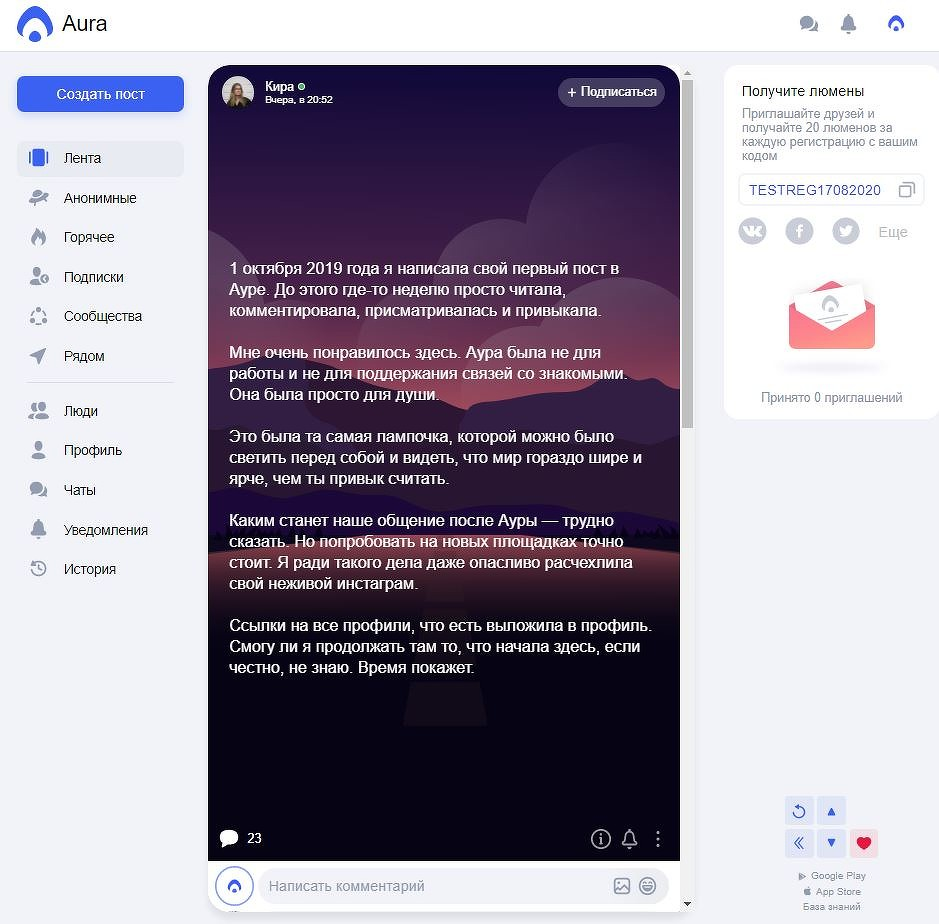 Aura
Создать пост
Лента
Анонимные
Горячее
Подписки
Сообщества
Рядом
Люди
Профиль
Чаты
Уведомления
История
Кира
Вчера, в 20:52
+ Подписаться
1 октября 2019 года я написала свой первый пост в
Ауре. До этого где-то неделю просто читала,
комментировала, присматривалась и привыкала.
Мне очень понравилось здесь. Аура была не для
работы и не для поддержания связей со знакомыми.
Она была просто для души.
Это была та самая лампочка, которой можно было
светить перед собой и видеть, что мир гораздо шире и
ярче, чем ты привык считать.
Каким станет наше общение после Ауры — трудно
сказать. Но попробовать на новых площадках точно
стоит. Я ради такого дела даже опасливо расчехлила
свой неживой инстаграм.
Ссылки на все профили, что есть выложила в профиль.
Смогу ли я продолжать там то, что начала здесь, если
честно, не знаю. Время покажет.
23
Написать комментарий
Получите люмены
Приглашайте друзей и
получайте 20 люменов за
каждую регистрацию с вашим
кодом
TESTREG17082020
Еще
Принято 0 приглашений
Google Play
App Store
База знаний